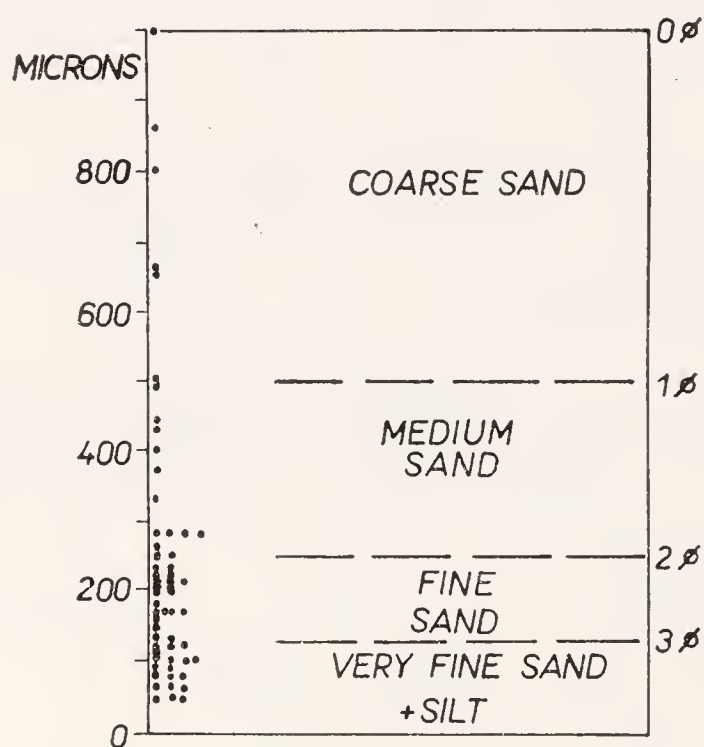 0ø
MICRONS
800
COARSE SAND
600
1ø
MEDIUM
SAND
400
2ø
200
FINE
SAND
3ø
VERY FINE SAND
+ SILT
0